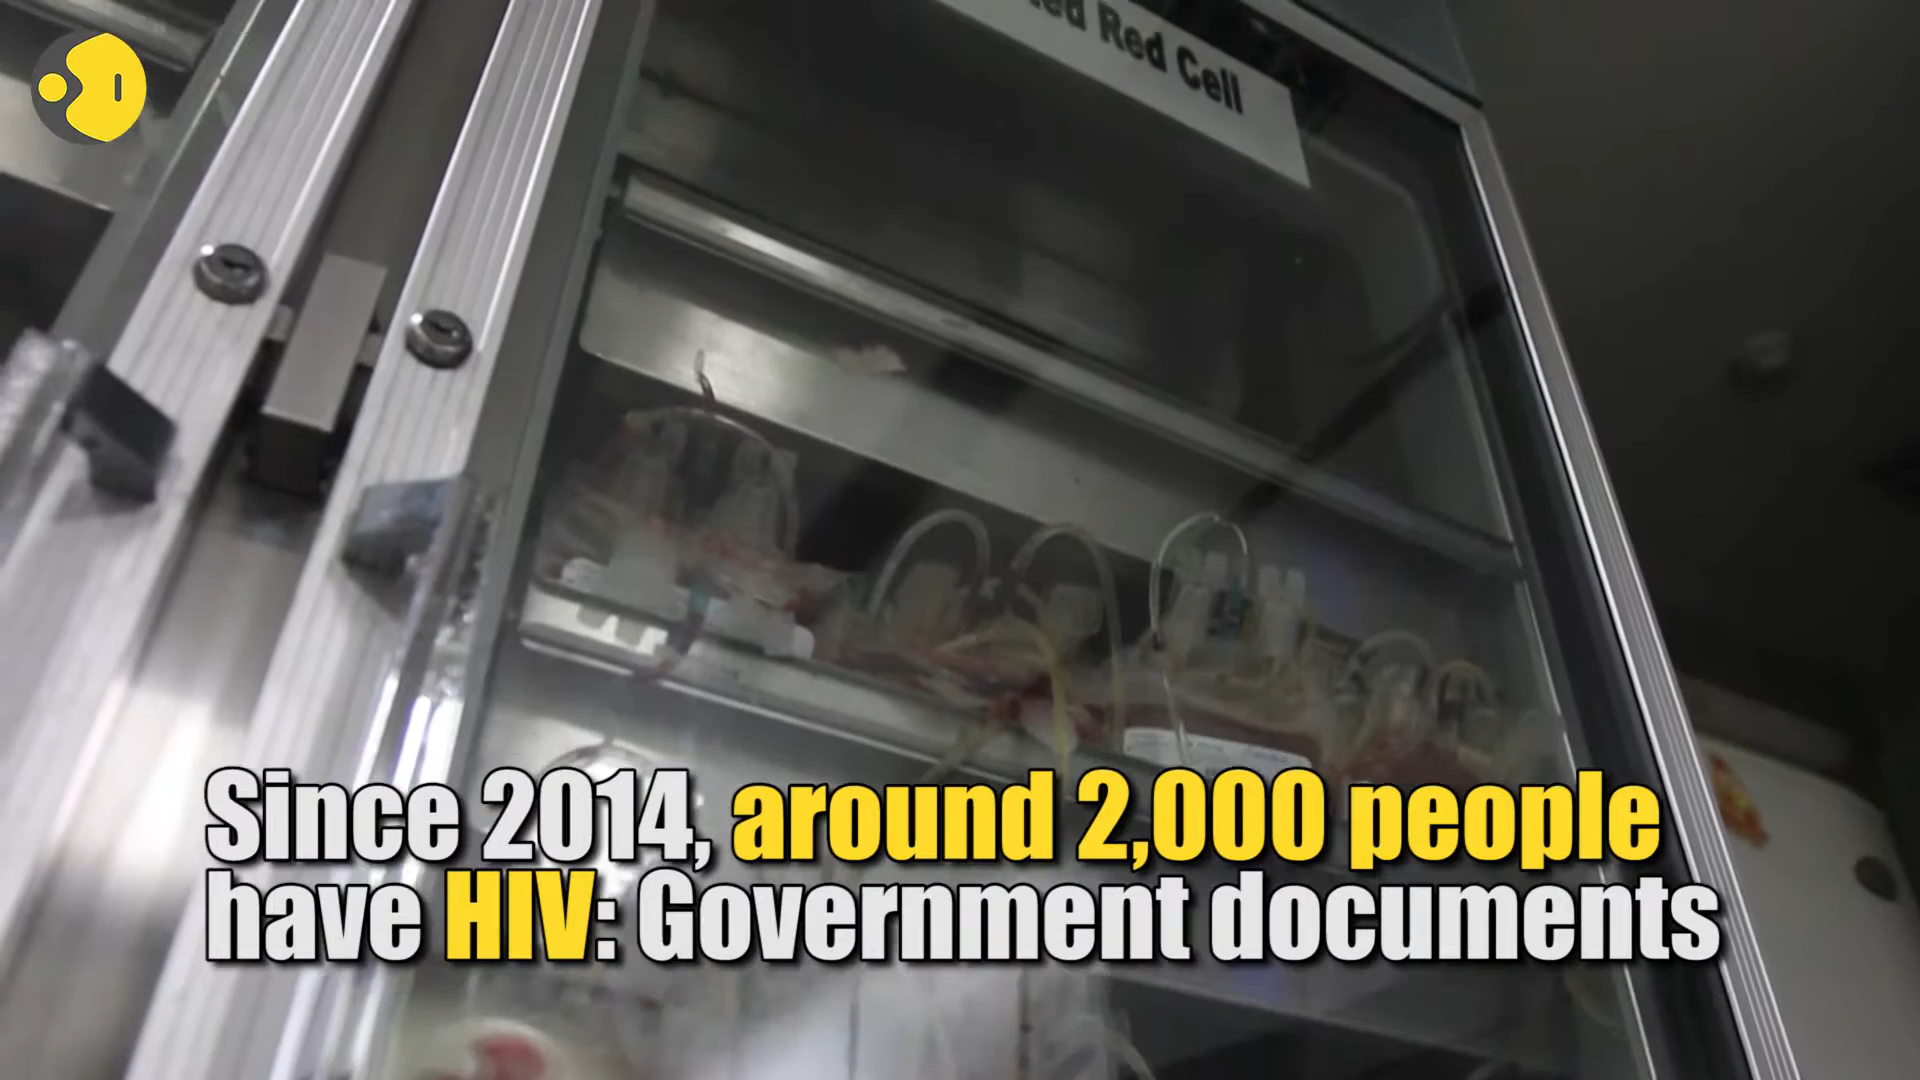 Red Cell
Since 2014, around 2,000 people
have HIV: Government documents